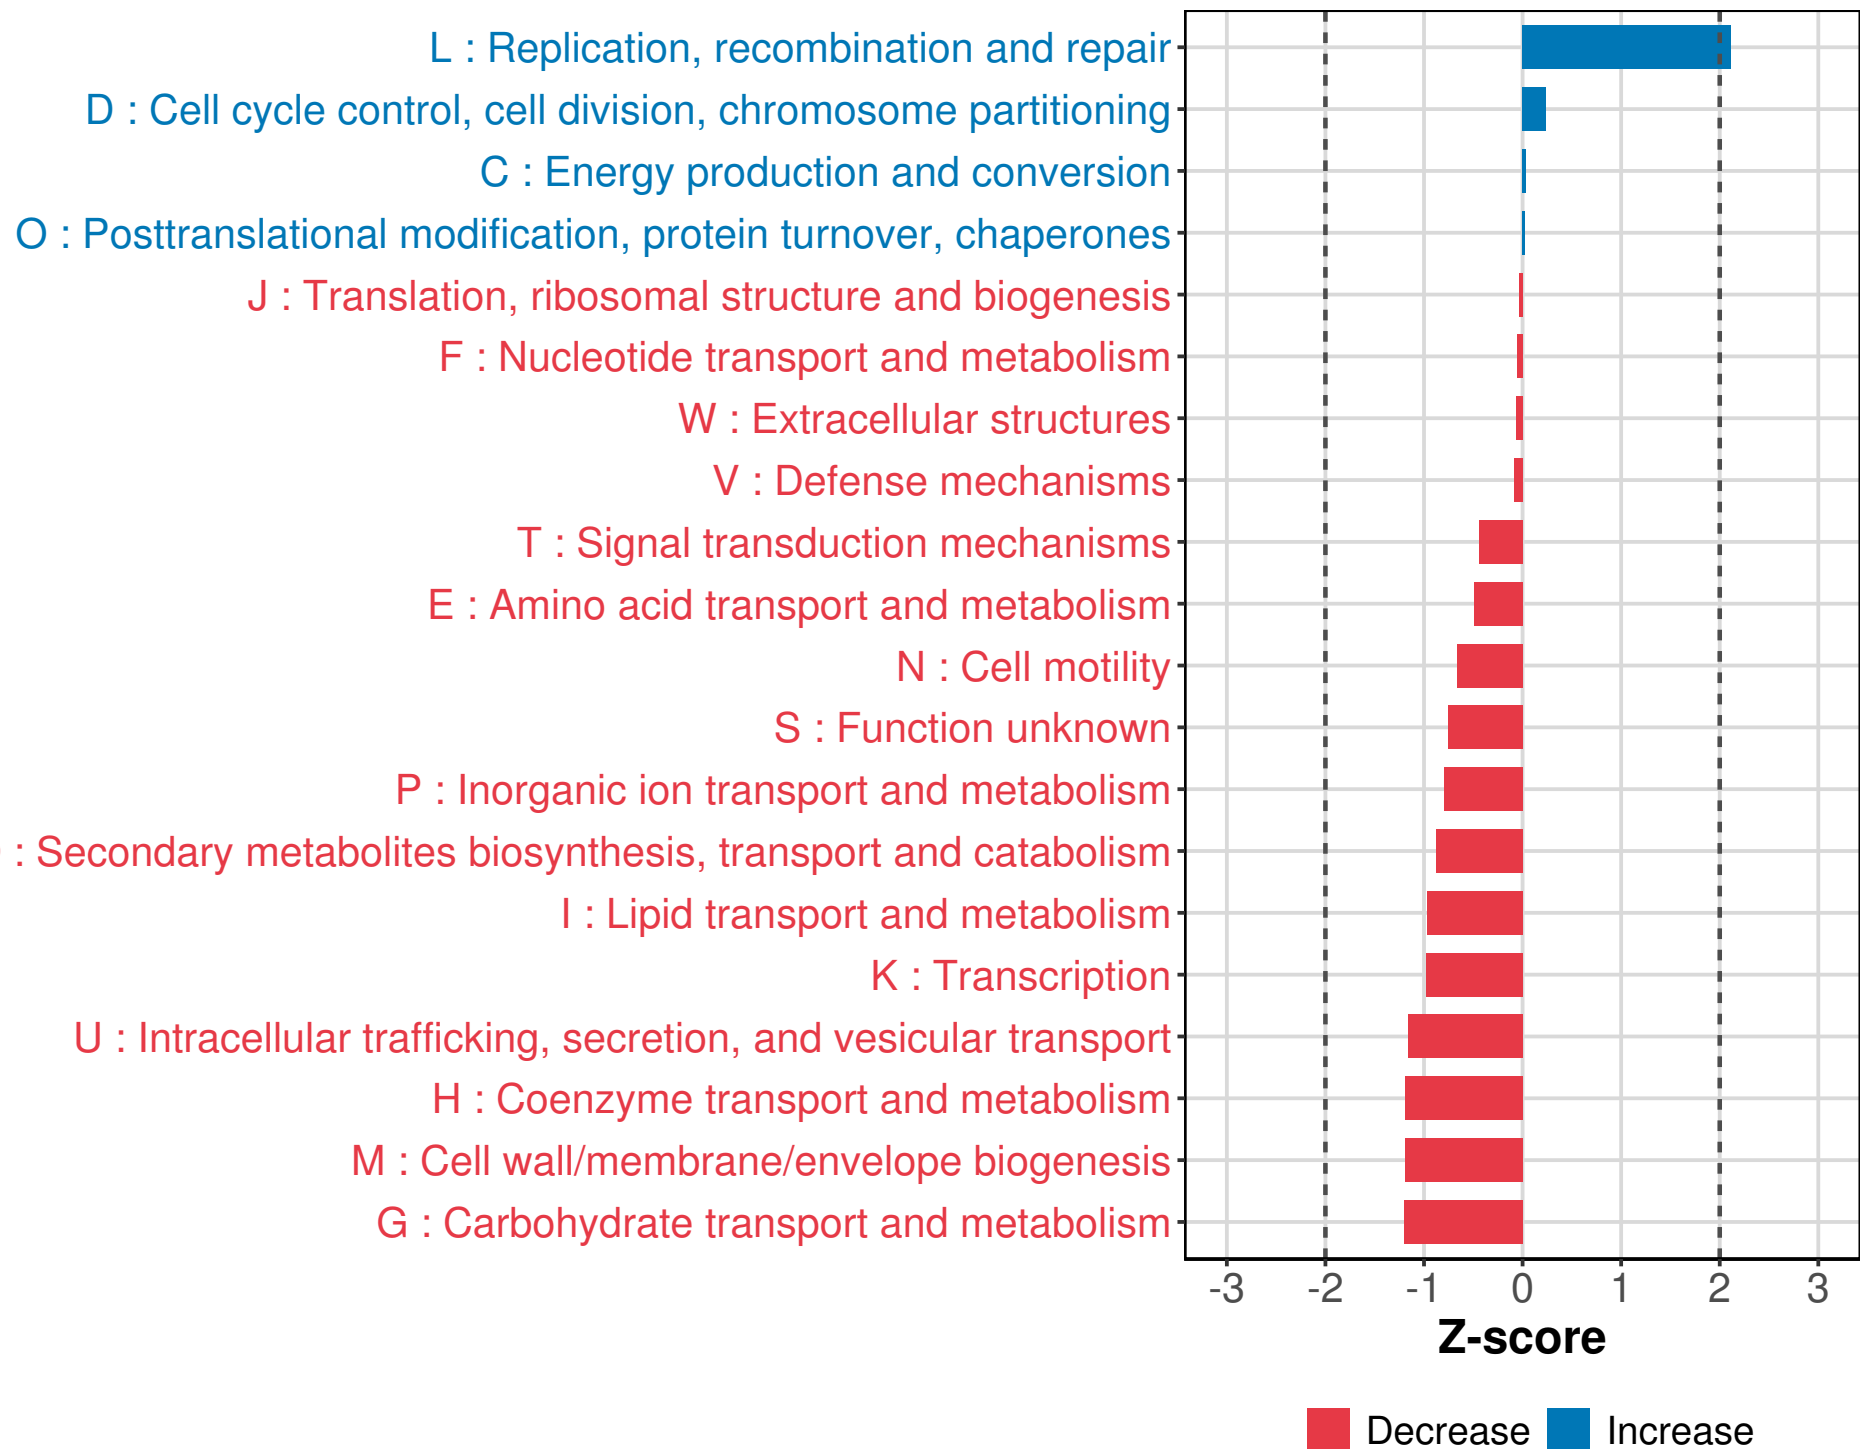 L : Replication, recombination and repair
D : Cell cycle control, cell division, chromosome partitioning
C : Energy production and conversion
O : Posttranslational modification, protein turnover, chaperones
J : Translation, ribosomal structure and biogenesis
F : Nucleotide transport and metabolism
W : Extracellular structures
V : Defense mechanisms
T : Signal transduction mechanisms
E : Amino acid transport and metabolism
N : Cell motility
S : Function unknown
P : Inorganic ion transport and metabolism
: Secondary metabolites biosynthesis, transport and catabolism
I : Lipid transport and metabolism
K : Transcription
U : Intracellular trafficking, secretion, and vesicular transport
H : Coenzyme transport and metabolism
M : Cell wall/membrane/envelope biogenesis
G : Carbohydrate transport and metabolism
-3 -2 -1 0 1 2 3
Z-score
Decrease Increase